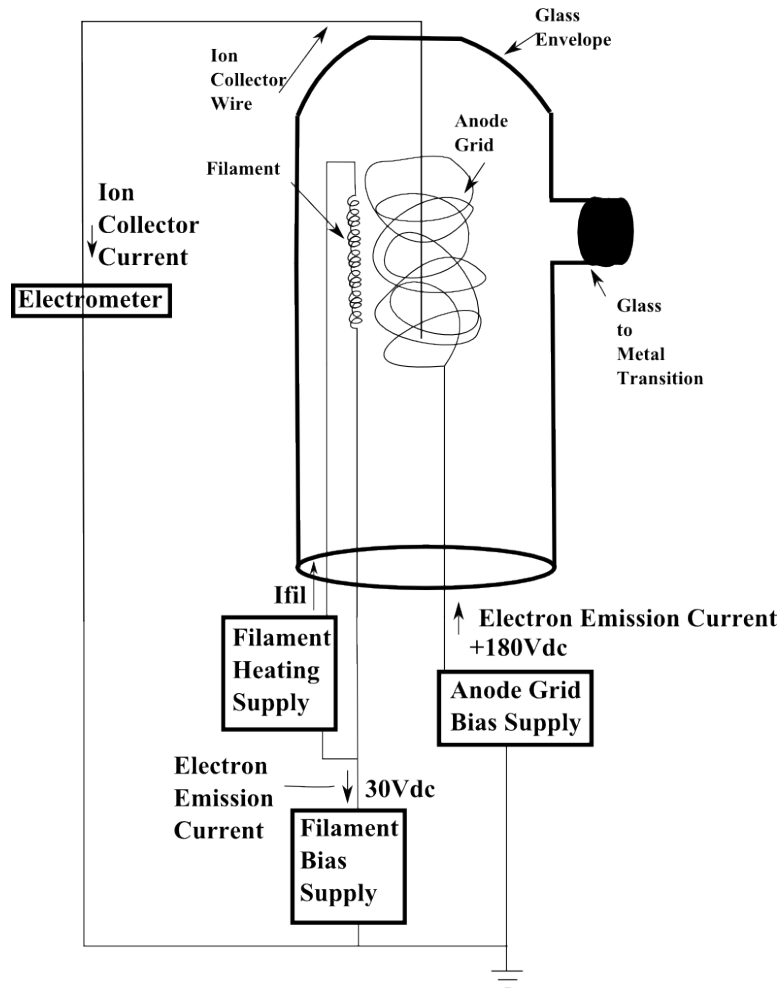 Glass
Envelope
Ion
Collector
Wire
Anode
Grid
Filament
Ion
Collector
Current
Electrometer
Glass
to
Metal
Transition
Ifil
Electron Emission Current
+180Vdc
Filament
Heating
Supply
Anode Grid
Bias Supply
Electron
Emission
Current
30Vdc
Filament
Bias
Supply